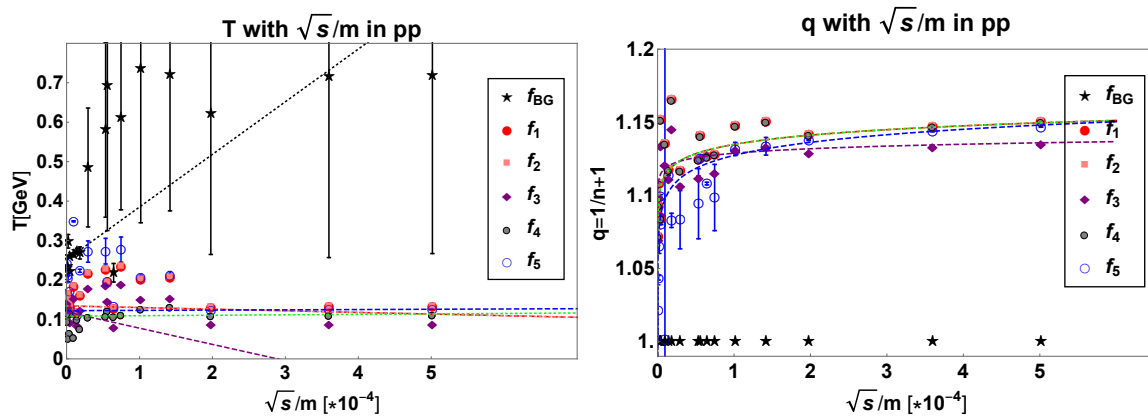 T with √s/m in pp
T[GeV]
0.7
0.6
0.5
0.4
0.3
0.2
0.1
0
0 1 2 3 4 5
√s/m [*10⁻⁴]
f_BG
f_1
f_2
f_3
f_4
f_5
q with √s/m in pp
q=1/n+1
1.2
1.15
1.1
1.05
1.
0 1 2 3 4 5
√s/m [*10⁻⁴]
f_BG
f_1
f_2
f_3
f_4
f_5